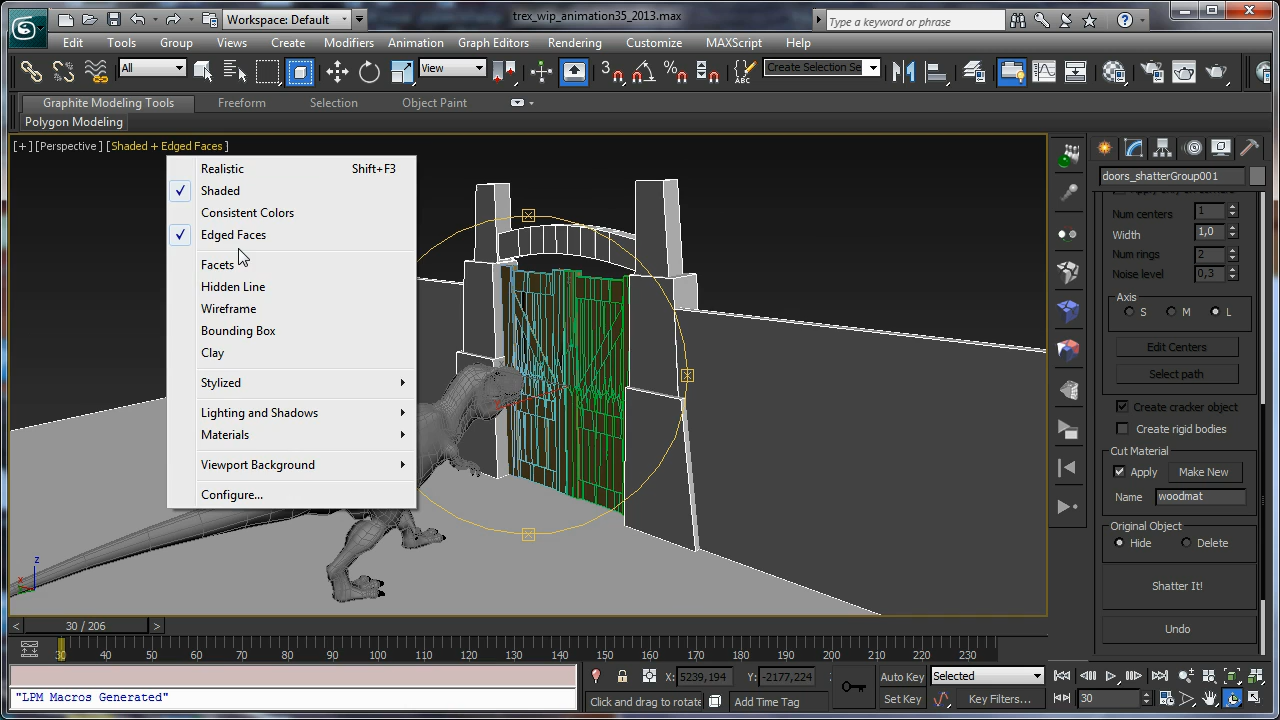 Workspace: Default
trex_wip_animation35_2013.max
Type a keyword or phrase
Edit Tools Group Views Create Modifiers Animation Graph Editors Rendering Customize MAXScript Help
All
View
3
%
ABC
Create Selection Se
Graphite Modeling Tools Freeform Selection Object Paint
Polygon Modeling
[+] [Perspective ] [Shaded + Edged Faces ]
Realistic Shift+F3
Shaded
Consistent Colors
Edged Faces
Facets
Hidden Line
Wireframe
Bounding Box
Clay
Stylized
Lighting and Shadows
Materials
Viewport Background
Configure...
z
x
doors_shatterGroup001
Num centers 1
Width 1,0
Num rings 2
Noise level 0,3
Axis
S M L
Edit Centers
Select path
Create cracker object
Create rigid bodies
Cut Material
Apply Make New
Name woodmat
Original Object
Hide Delete
Shatter It!
Undo
< 30 / 206 >
30 40 50 60 70 80 90 100 110 120 130 140 150 160 170 180 190 200 210 220 230
"LPM Macros Generated"
X: 5239,194 Y: -2177,224
Click and drag to rotate
Add Time Tag
Auto Key Selected
Set Key Key Filters...
30